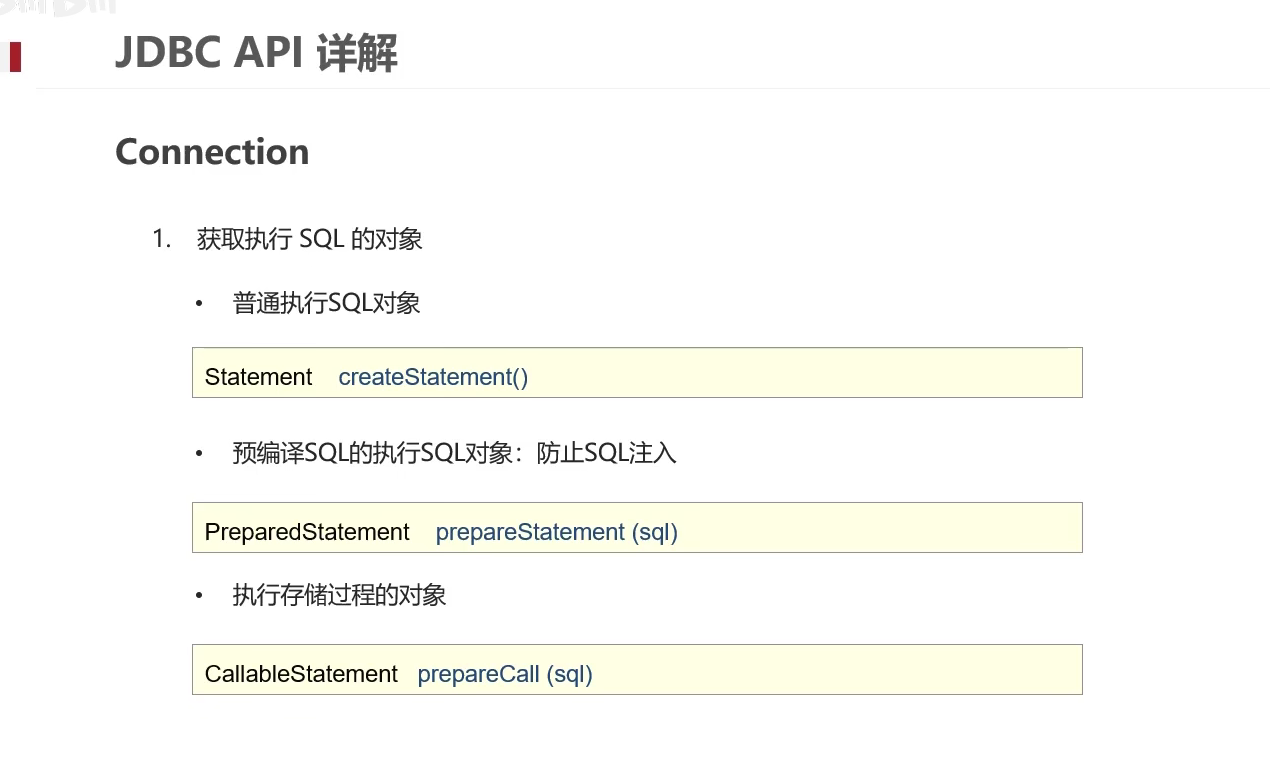 JDBC API 详解
Connection
1. 获取执行 SQL 的对象
• 普通执行SQL对象
Statement createStatement()
• 预编译SQL的执行SQL对象：防止SQL注入
PreparedStatement prepareStatement (sql)
• 执行存储过程的对象
CallableStatement prepareCall (sql)